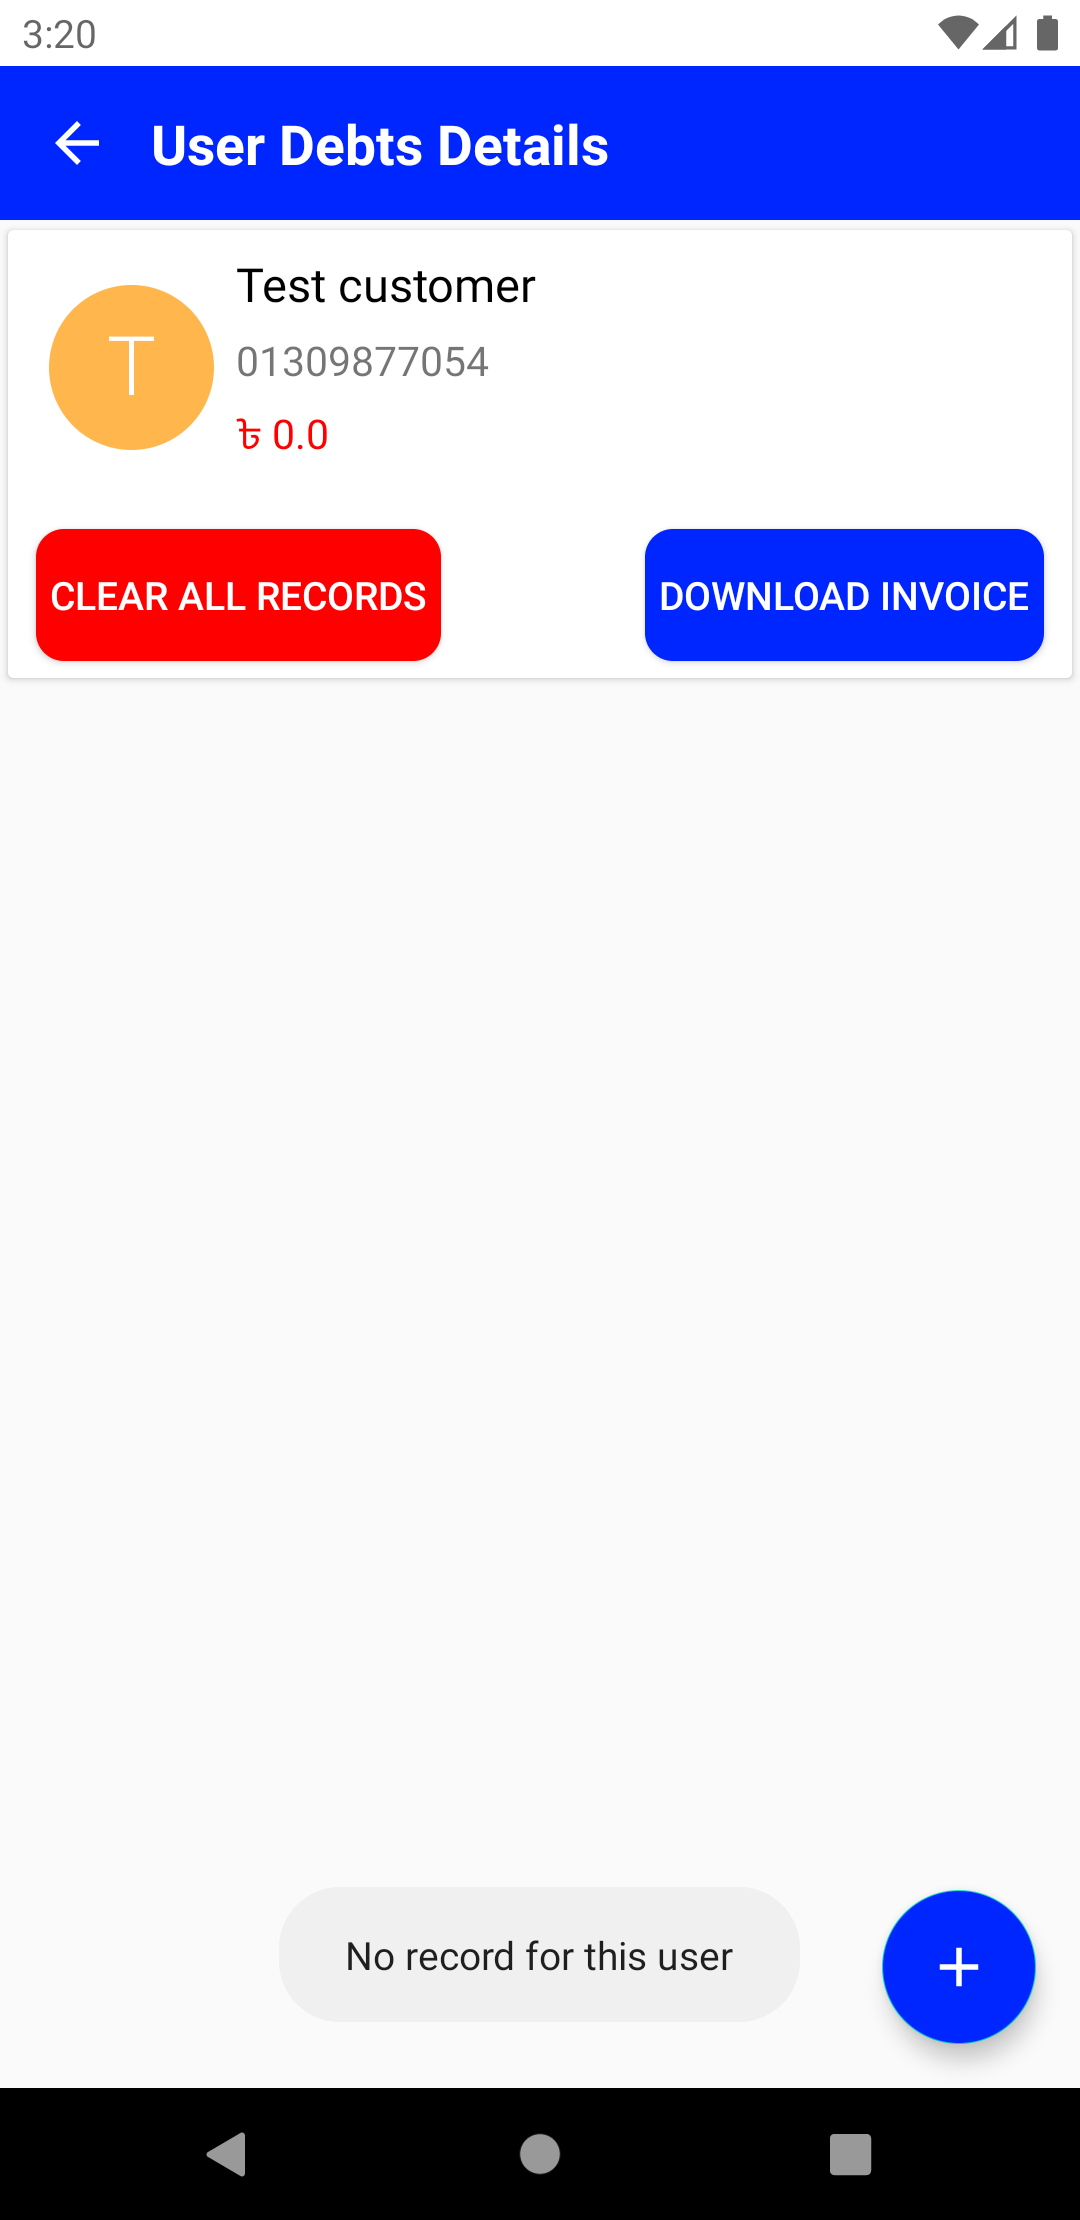 3:20
User Debts Details
T
Test customer
01309877054
৳ 0.0
CLEAR ALL RECORDS
DOWNLOAD INVOICE
No record for this user